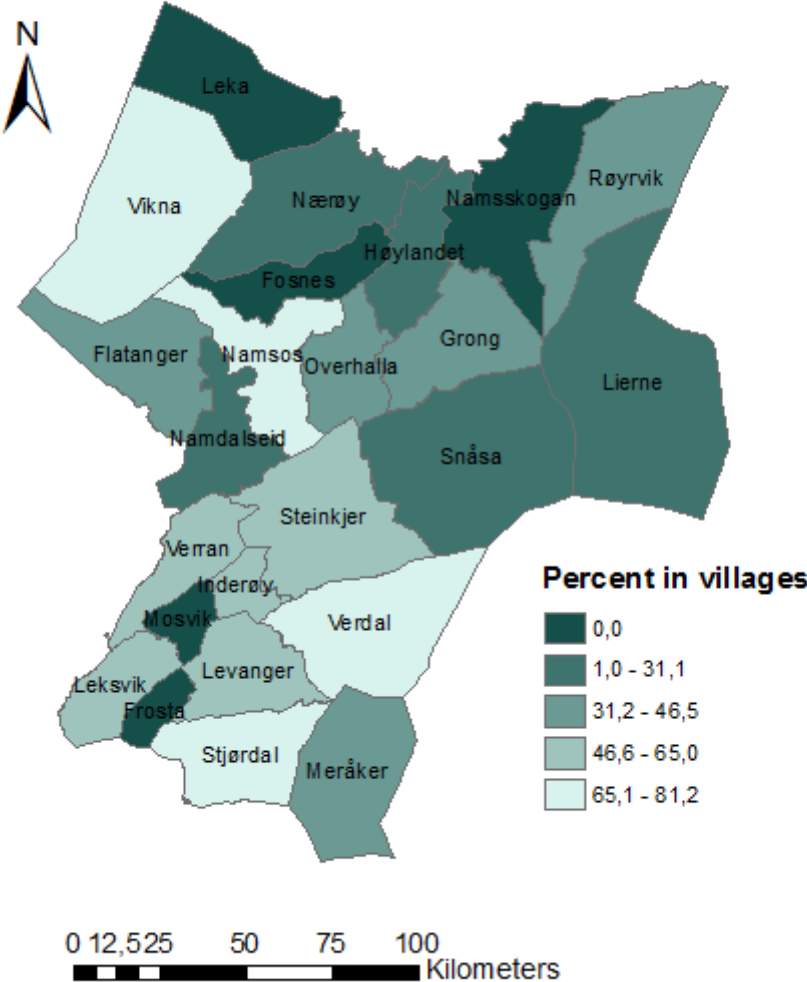 N
Leka
Vikna
Nærøy
Namsskogan
Røyrvik
Høylandet
Fosnes
Flatanger
Namsos
Overhalla
Grong
Lierne
Namdalseid
Snåsa
Steinkjer
Verran
Inderøy
Mosvik
Verdal
Levanger
Leksvik
Frosta
Stjørdal
Meråker
Percent in villages
0,0
1,0 - 31,1
31,2 - 46,5
46,6 - 65,0
65,1 - 81,2
0 12,5 25 50 75 100
Kilometers